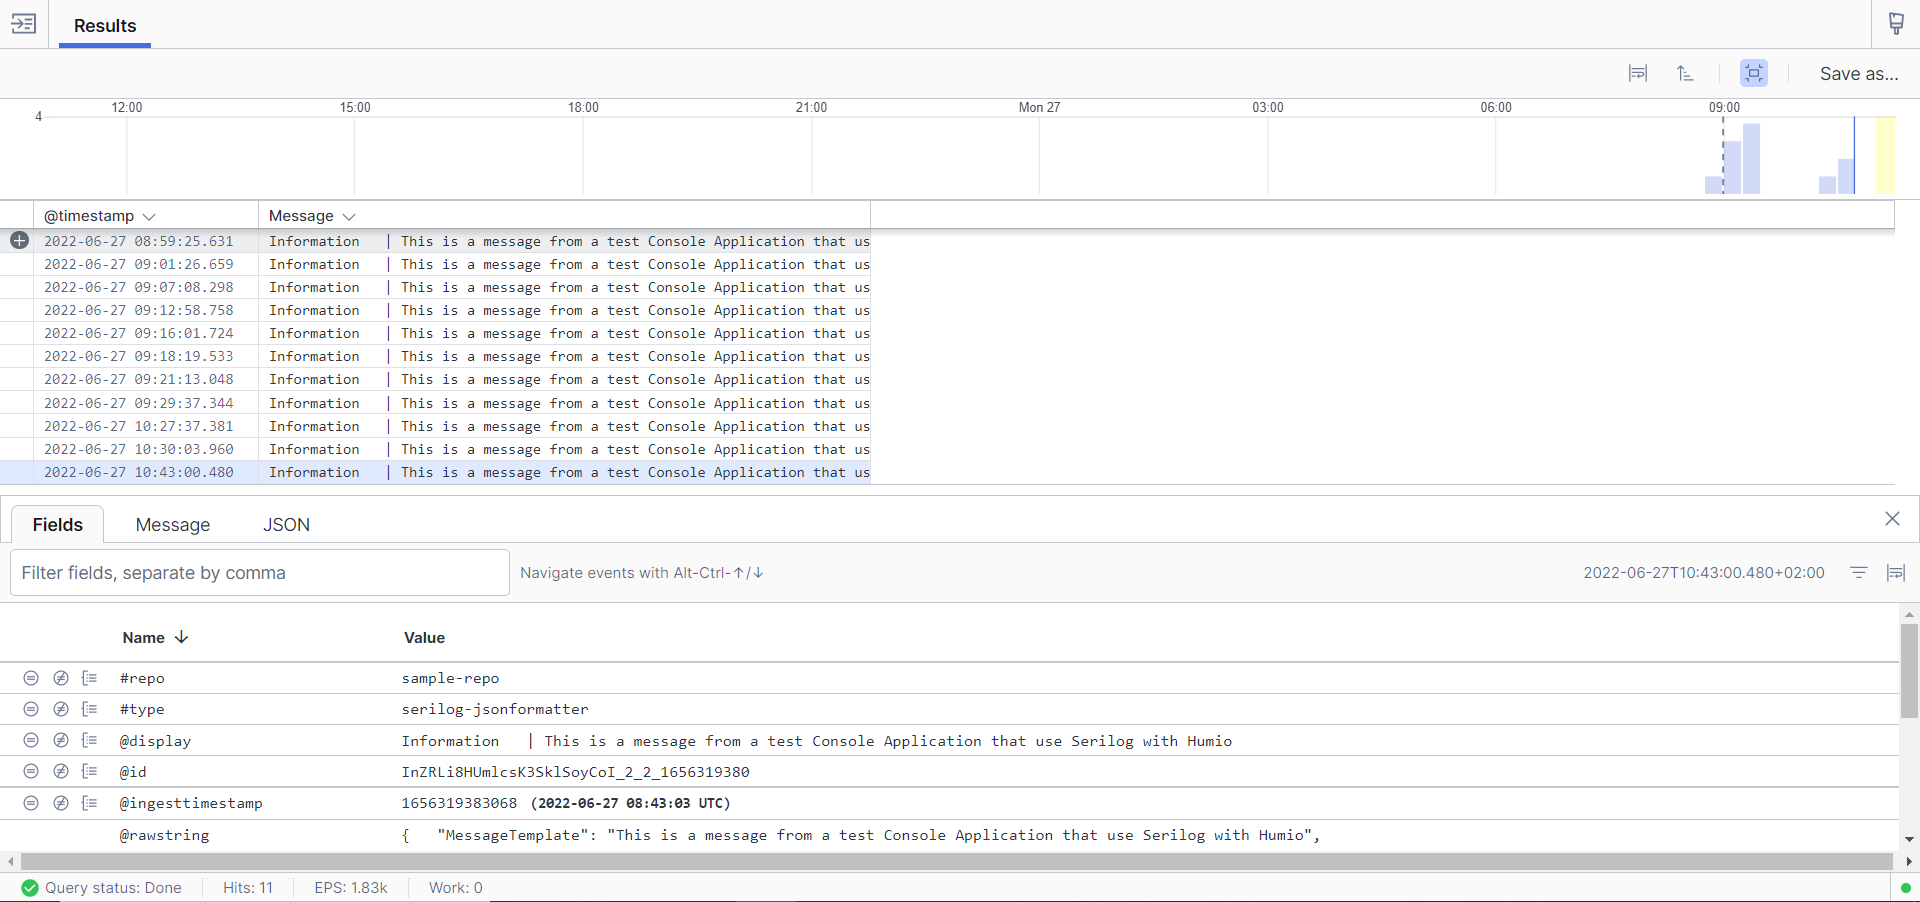 Results
Save as...
12:00 15:00 18:00 21:00 Mon 27 03:00 06:00 09:00
4
@timestamp Message
2022-06-27 08:59:25.631 Information | This is a message from a test Console Application that us
2022-06-27 09:01:26.659 Information | This is a message from a test Console Application that us
2022-06-27 09:07:08.298 Information | This is a message from a test Console Application that us
2022-06-27 09:12:58.758 Information | This is a message from a test Console Application that us
2022-06-27 09:16:01.724 Information | This is a message from a test Console Application that us
2022-06-27 09:18:19.533 Information | This is a message from a test Console Application that us
2022-06-27 09:21:13.048 Information | This is a message from a test Console Application that us
2022-06-27 09:29:37.344 Information | This is a message from a test Console Application that us
2022-06-27 10:27:37.381 Information | This is a message from a test Console Application that us
2022-06-27 10:30:03.960 Information | This is a message from a test Console Application that us
2022-06-27 10:43:00.480 Information | This is a message from a test Console Application that us
Fields Message JSON
Filter fields, separate by comma Navigate events with Alt-Ctrl-↑/↓ 2022-06-27T10:43:00.480+02:00
Name ↓ Value
#repo sample-repo
#type serilog-jsonformatter
@display Information | This is a message from a test Console Application that use Serilog with Humio
@id InZRLi8HUmlcsK3SklSoyCoI_2_2_1656319380
@ingesttimestamp 1656319383068 (2022-06-27 08:43:03 UTC)
@rawstring { "MessageTemplate": "This is a message from a test Console Application that use Serilog with Humio",
Query status: Done Hits: 11 EPS: 1.83k Work: 0